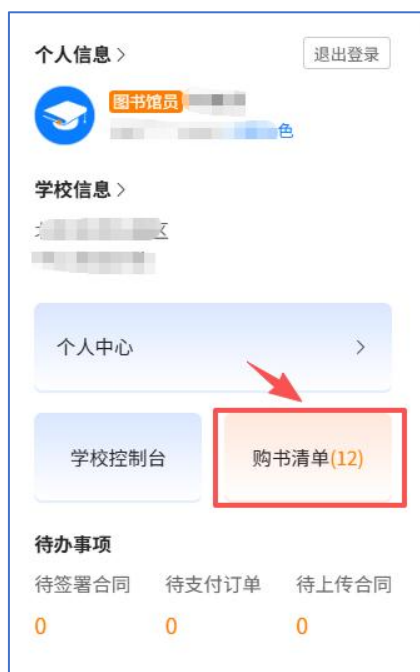 个人信息 > 退出登录
图书馆员
色
学校信息 >
区
个人中心 >
学校控制台 购书清单(12)
待办事项
待签署合同 待支付订单 待上传合同
0 0 0